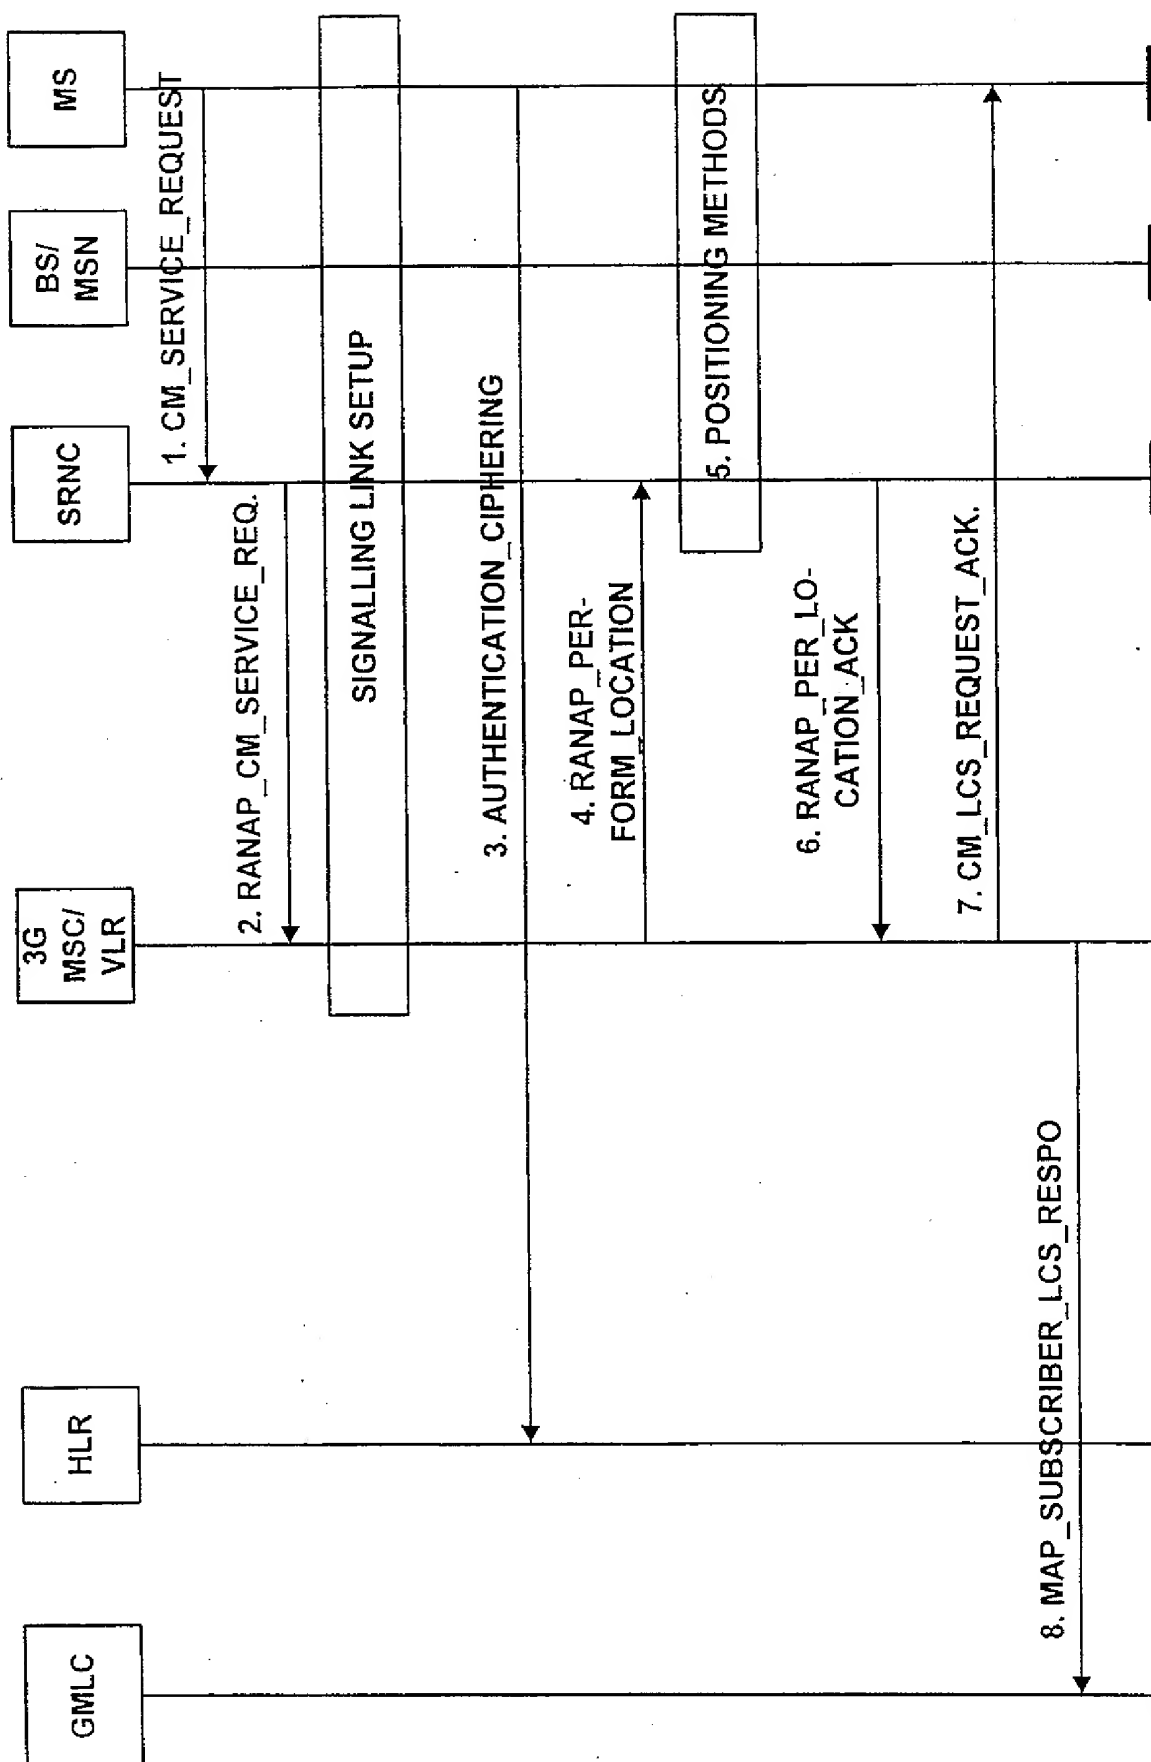 GMLC
HLR
3G
MSC/
VLR
SRNC
BS/
MSN
MS
1. CM_SERVICE_REQUEST
2. RANAP_CM_SERVICE_REQ.
SIGNALLING LINK SETUP
3. AUTHENTICATION_CIPHERING
4. RANAP_PER-
FORM_LOCATION
5. POSITIONING METHODS
6. RANAP_PER_LO-
CATION_ACK
7. CM_LCS_REQUEST_ACK.
8. MAP_SUBSCRIBER_LCS_RESPO